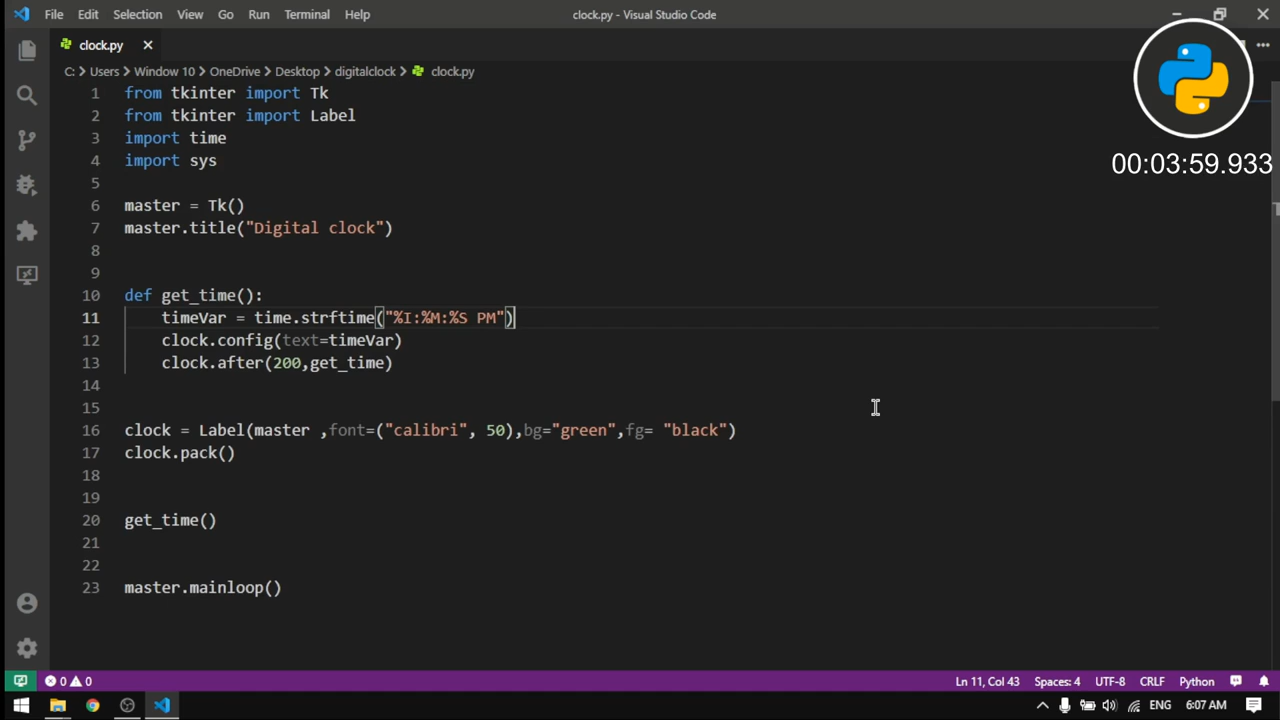 File Edit Selection View Go Run Terminal Help clock.py - Visual Studio Code
clock.py
C: > Users > Window 10 > OneDrive > Desktop > digitalclock > clock.py
00:03:59.933
1 from tkinter import Tk
2 from tkinter import Label
3 import time
4 import sys
5
6 master = Tk()
7 master.title("Digital clock")
8
9
10 def get_time():
11 timeVar = time.strftime("%I:%M:%S PM")
12 clock.config(text=timeVar)
13 clock.after(200,get_time)
14
15
16 clock = Label(master ,font=("calibri", 50),bg="green",fg= "black")
17 clock.pack()
18
19
20 get_time()
21
22
23 master.mainloop()
0 0 Ln 11, Col 43 Spaces: 4 UTF-8 CRLF Python
ENG 6:07 AM